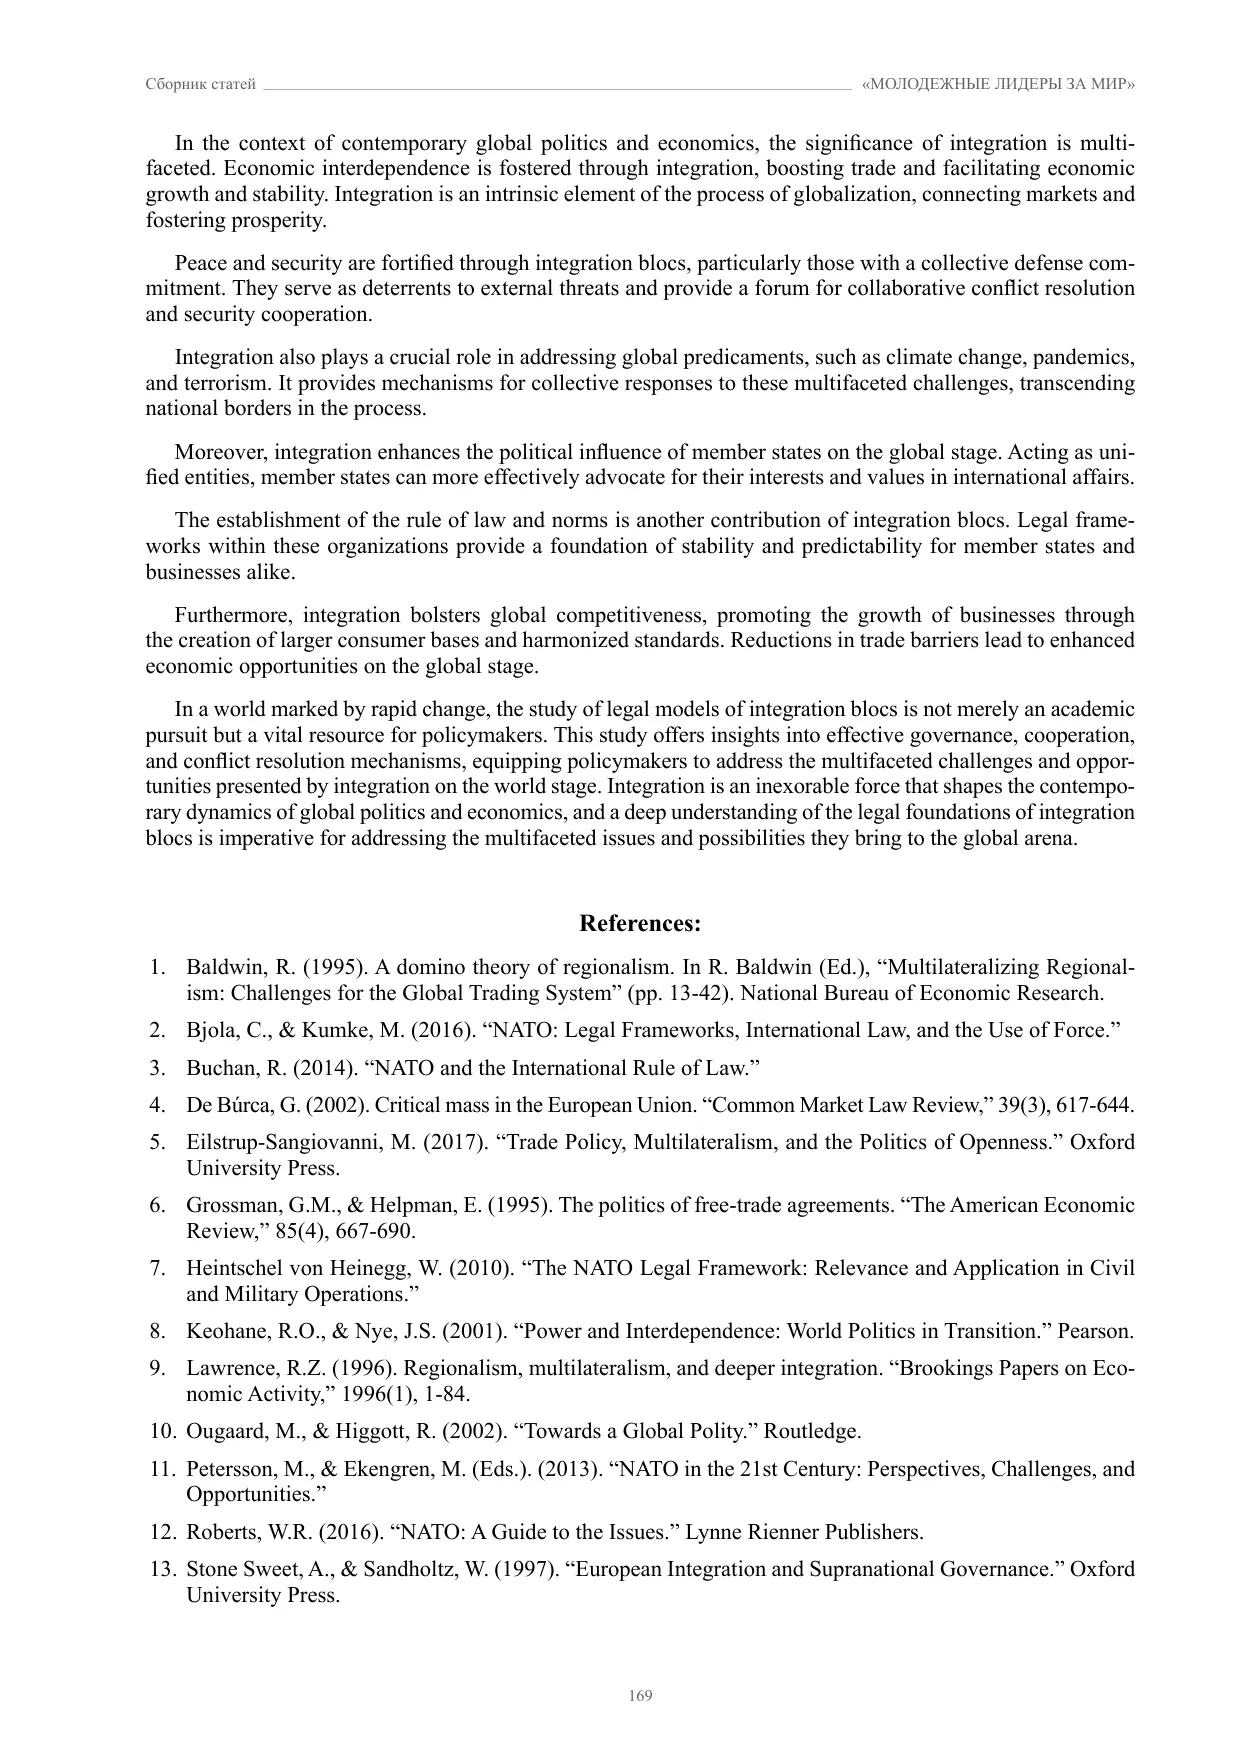 Сборник статей «МОЛОДЕЖНЫЕ ЛИДЕРЫ ЗА МИР»
In the context of contemporary global politics and economics, the significance of integration is multi-
faceted. Economic interdependence is fostered through integration, boosting trade and facilitating economic
growth and stability. Integration is an intrinsic element of the process of globalization, connecting markets and
fostering prosperity.
Peace and security are fortified through integration blocs, particularly those with a collective defense com-
mitment. They serve as deterrents to external threats and provide a forum for collaborative conflict resolution
and security cooperation.
Integration also plays a crucial role in addressing global predicaments, such as climate change, pandemics,
and terrorism. It provides mechanisms for collective responses to these multifaceted challenges, transcending
national borders in the process.
Moreover, integration enhances the political influence of member states on the global stage. Acting as uni-
fied entities, member states can more effectively advocate for their interests and values in international affairs.
The establishment of the rule of law and norms is another contribution of integration blocs. Legal frame-
works within these organizations provide a foundation of stability and predictability for member states and
businesses alike.
Furthermore, integration bolsters global competitiveness, promoting the growth of businesses through
the creation of larger consumer bases and harmonized standards. Reductions in trade barriers lead to enhanced
economic opportunities on the global stage.
In a world marked by rapid change, the study of legal models of integration blocs is not merely an academic
pursuit but a vital resource for policymakers. This study offers insights into effective governance, cooperation,
and conflict resolution mechanisms, equipping policymakers to address the multifaceted challenges and oppor-
tunities presented by integration on the world stage. Integration is an inexorable force that shapes the contempo-
rary dynamics of global politics and economics, and a deep understanding of the legal foundations of integration
blocs is imperative for addressing the multifaceted issues and possibilities they bring to the global arena.
References:
1. Baldwin, R. (1995). A domino theory of regionalism. In R. Baldwin (Ed.), “Multilateralizing Regional-
ism: Challenges for the Global Trading System” (pp. 13-42). National Bureau of Economic Research.
2. Bjola, C., & Kumke, M. (2016). “NATO: Legal Frameworks, International Law, and the Use of Force.”
3. Buchan, R. (2014). “NATO and the International Rule of Law.”
4. De Búrca, G. (2002). Critical mass in the European Union. “Common Market Law Review,” 39(3), 617-644.
5. Eilstrup-Sangiovanni, M. (2017). “Trade Policy, Multilateralism, and the Politics of Openness.” Oxford
University Press.
6. Grossman, G.M., & Helpman, E. (1995). The politics of free-trade agreements. “The American Economic
Review,” 85(4), 667-690.
7. Heintschel von Heinegg, W. (2010). “The NATO Legal Framework: Relevance and Application in Civil
and Military Operations.”
8. Keohane, R.O., & Nye, J.S. (2001). “Power and Interdependence: World Politics in Transition.” Pearson.
9. Lawrence, R.Z. (1996). Regionalism, multilateralism, and deeper integration. “Brookings Papers on Eco-
nomic Activity,” 1996(1), 1-84.
10. Ougaard, M., & Higgott, R. (2002). “Towards a Global Polity.” Routledge.
11. Petersson, M., & Ekengren, M. (Eds.). (2013). “NATO in the 21st Century: Perspectives, Challenges, and
Opportunities.”
12. Roberts, W.R. (2016). “NATO: A Guide to the Issues.” Lynne Rienner Publishers.
13. Stone Sweet, A., & Sandholtz, W. (1997). “European Integration and Supranational Governance.” Oxford
University Press.
169